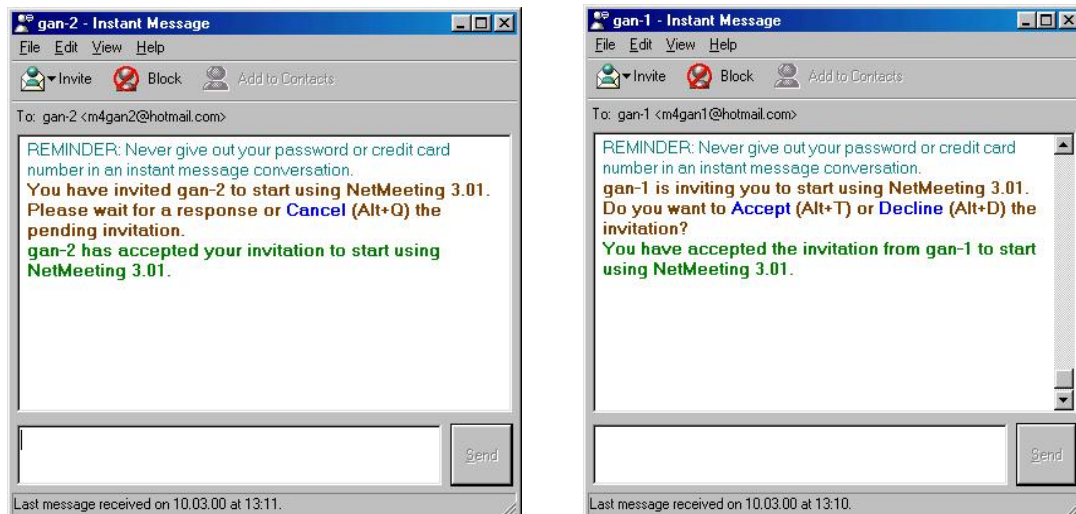 gan-2 - Instant Message
File Edit View Help
Invite Block Add to Contacts
To: gan-2 <m4gan2@hotmail.com>
REMINDER: Never give out your password or credit card
number in an instant message conversation.
You have invited gan-2 to start using NetMeeting 3.01.
Please wait for a response or Cancel (Alt+Q) the
pending invitation.
gan-2 has accepted your invitation to start using
NetMeeting 3.01.
Send
Last message received on 10.03.00 at 13:11.
gan-1 - Instant Message
File Edit View Help
Invite Block Add to Contacts
To: gan-1 <m4gan1@hotmail.com>
REMINDER: Never give out your password or credit card
number in an instant message conversation.
gan-1 is inviting you to start using NetMeeting 3.01.
Do you want to Accept (Alt+T) or Decline (Alt+D) the
invitation?
You have accepted the invitation from gan-1 to start
using NetMeeting 3.01.
Send
Last message received on 10.03.00 at 13:10.